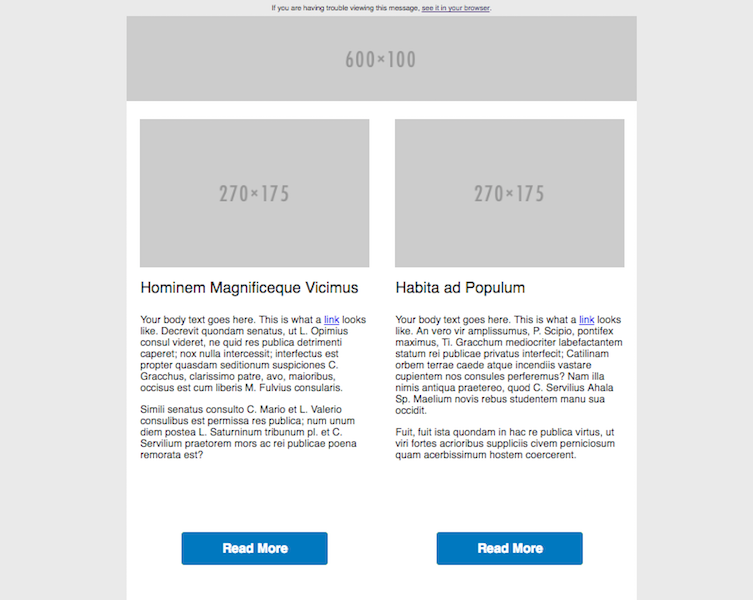 If you are having trouble viewing this message, see it in your browser.
600×100
270×175
270×175
Hominem Magnificeque Vicimus
Your body text goes here. This is what a link looks
like. Decrevit quondam senatus, ut L. Opimius
consul videret, ne quid res publica detrimenti
caperet; nox nulla intercessit; interfectus est
propter quasdam seditionum suspiciones C.
Gracchus, clarissimo patre, avo, maioribus,
occisus est cum liberis M. Fulvius consularis.
Simili senatus consulto C. Mario et L. Valerio
consulibus est permissa res publica; num unum
diem postea L. Saturninum tribunum pl. et C.
Servilium praetorem mors ac rei publicae poena
remorata est?
Read More
Habita ad Populum
Your body text goes here. This is what a link looks
like. An vero vir amplissumus, P. Scipio, pontifex
maximus, Ti. Gracchum mediocriter labefactantem
statum rei publicae privatus interfecit; Catilinam
orbem terrae caede atque incendiis vastare
cupientem nos consules perferemus? Nam illa
nimis antiqua praetereo, quod C. Servilius Ahala
Sp. Maelium novis rebus studentem manu sua
occidit.
Fuit, fuit ista quondam in hac re publica virtus, ut
viri fortes acrioribus suppliciis civem perniciosum
quam acerbissimum hostem coercerent.
Read More